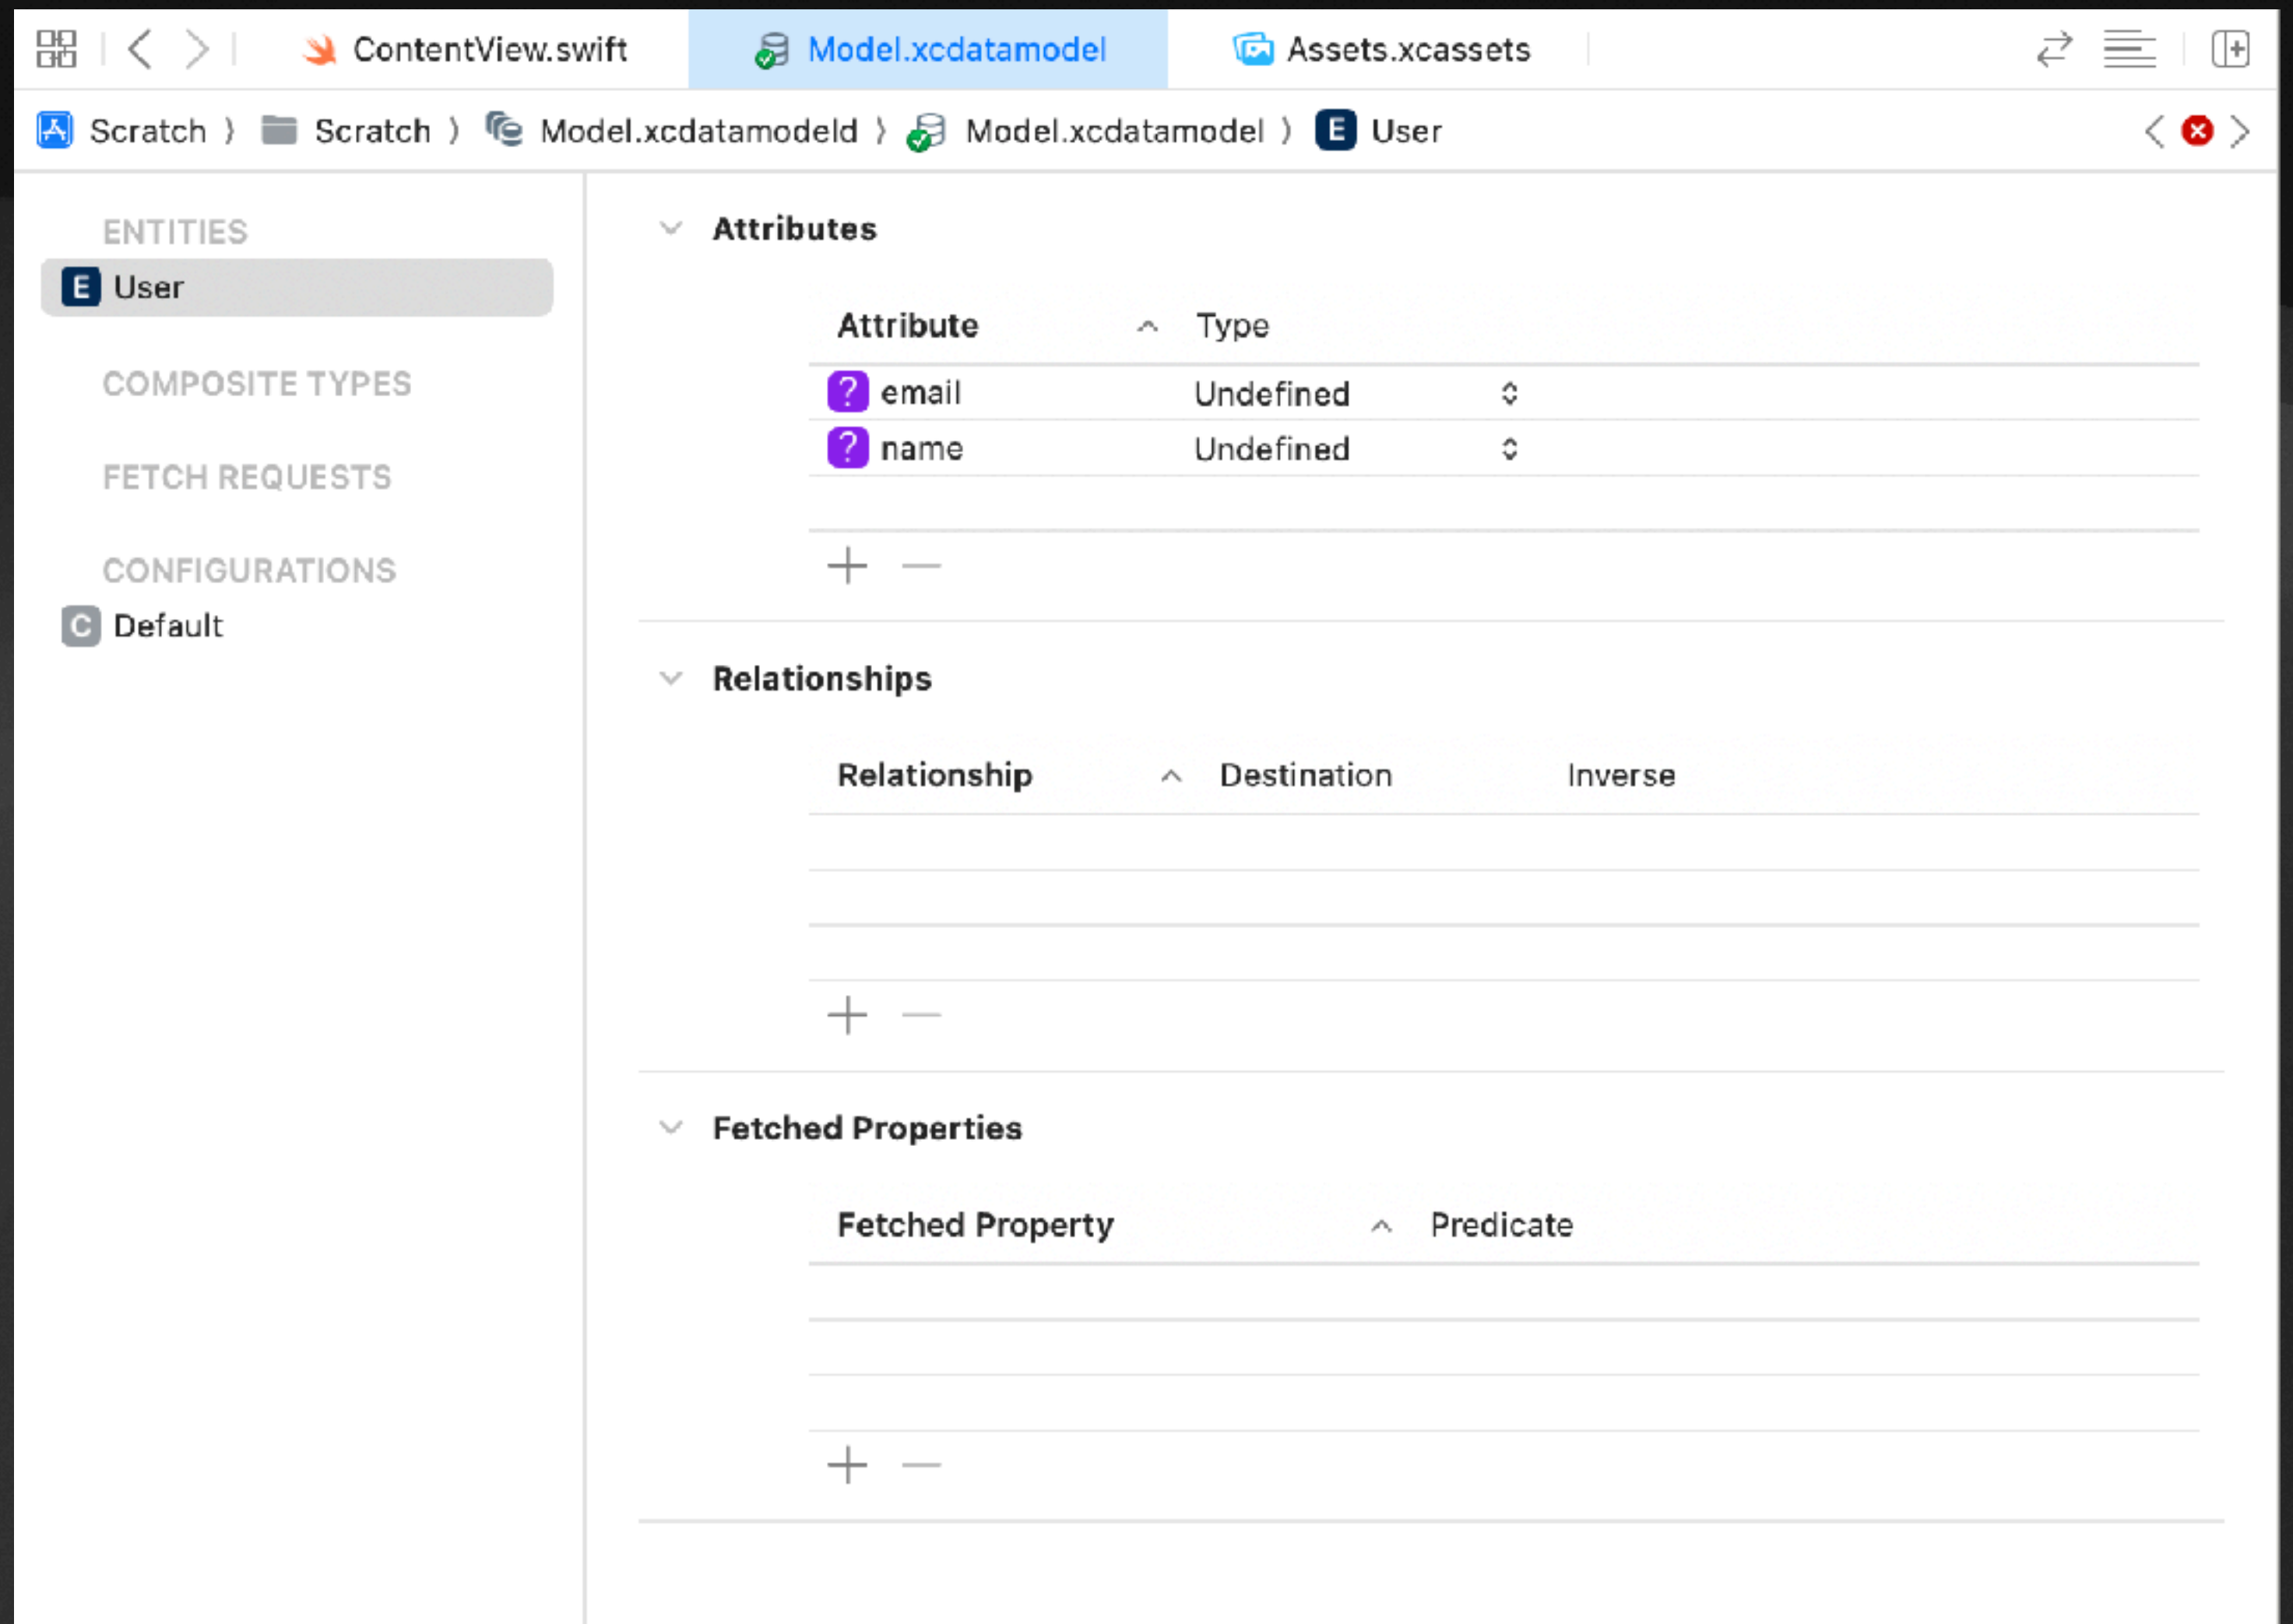 ContentView.swift Model.xcdatamodel Assets.xcassets
Scratch Scratch Model.xcdatamodeld Model.xcdatamodel E User
ENTITIES
E User
COMPOSITE TYPES
FETCH REQUESTS
CONFIGURATIONS
C Default
Attributes
Attribute Type
? email Undefined
? name Undefined
Relationships
Relationship Destination Inverse
Fetched Properties
Fetched Property Predicate